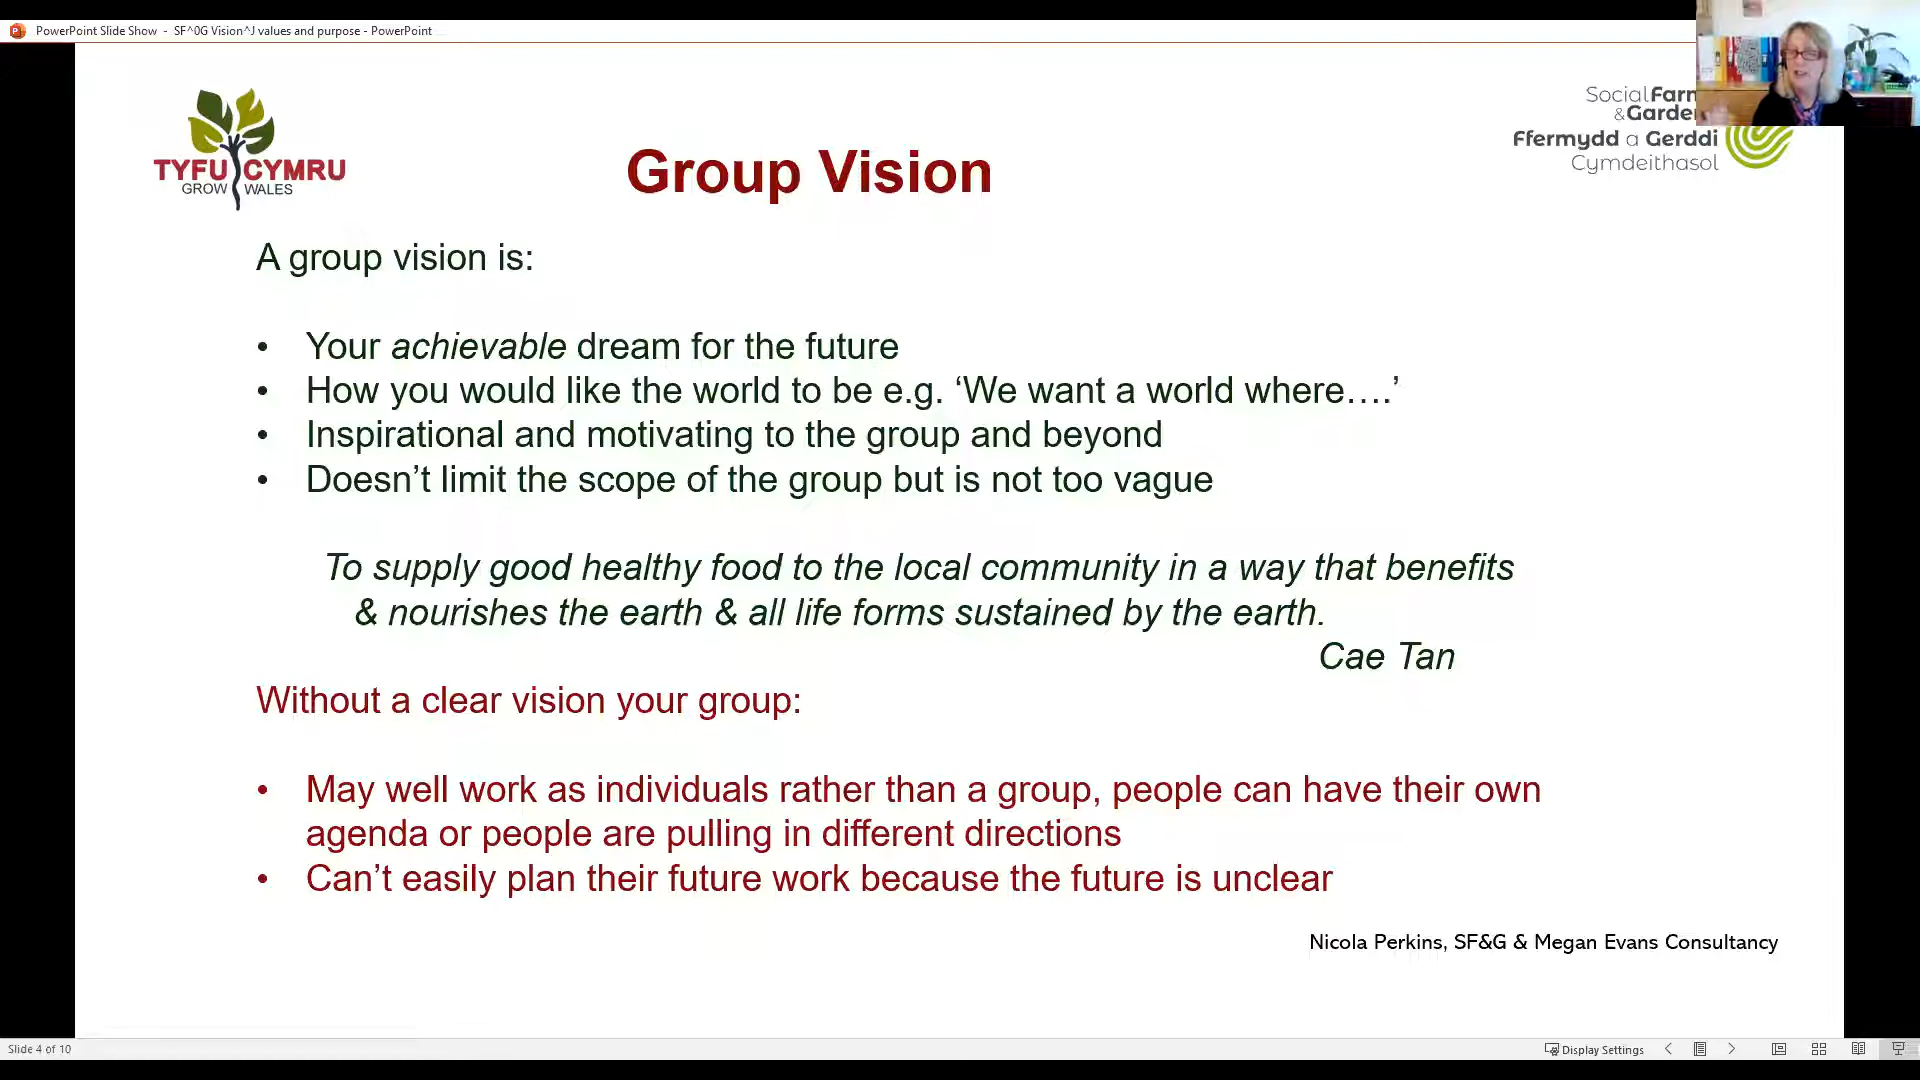 PowerPoint Slide Show - SF^0G Vision^J values and purpose - PowerPoint
TYFU CYMRU
GROW WALES
Social
&
Ffermydd a Gerddi
Cymdeithasol
Group Vision
A group vision is:
• Your achievable dream for the future
• How you would like the world to be e.g. ‘We want a world where….’
• Inspirational and motivating to the group and beyond
• Doesn’t limit the scope of the group but is not too vague
To supply good healthy food to the local community in a way that benefits
& nourishes the earth & all life forms sustained by the earth.
Cae Tan
Without a clear vision your group:
• May well work as individuals rather than a group, people can have their own
agenda or people are pulling in different directions
• Can’t easily plan their future work because the future is unclear
Nicola Perkins, SF&G & Megan Evans Consultancy
Slide 4 of 10
Display Settings